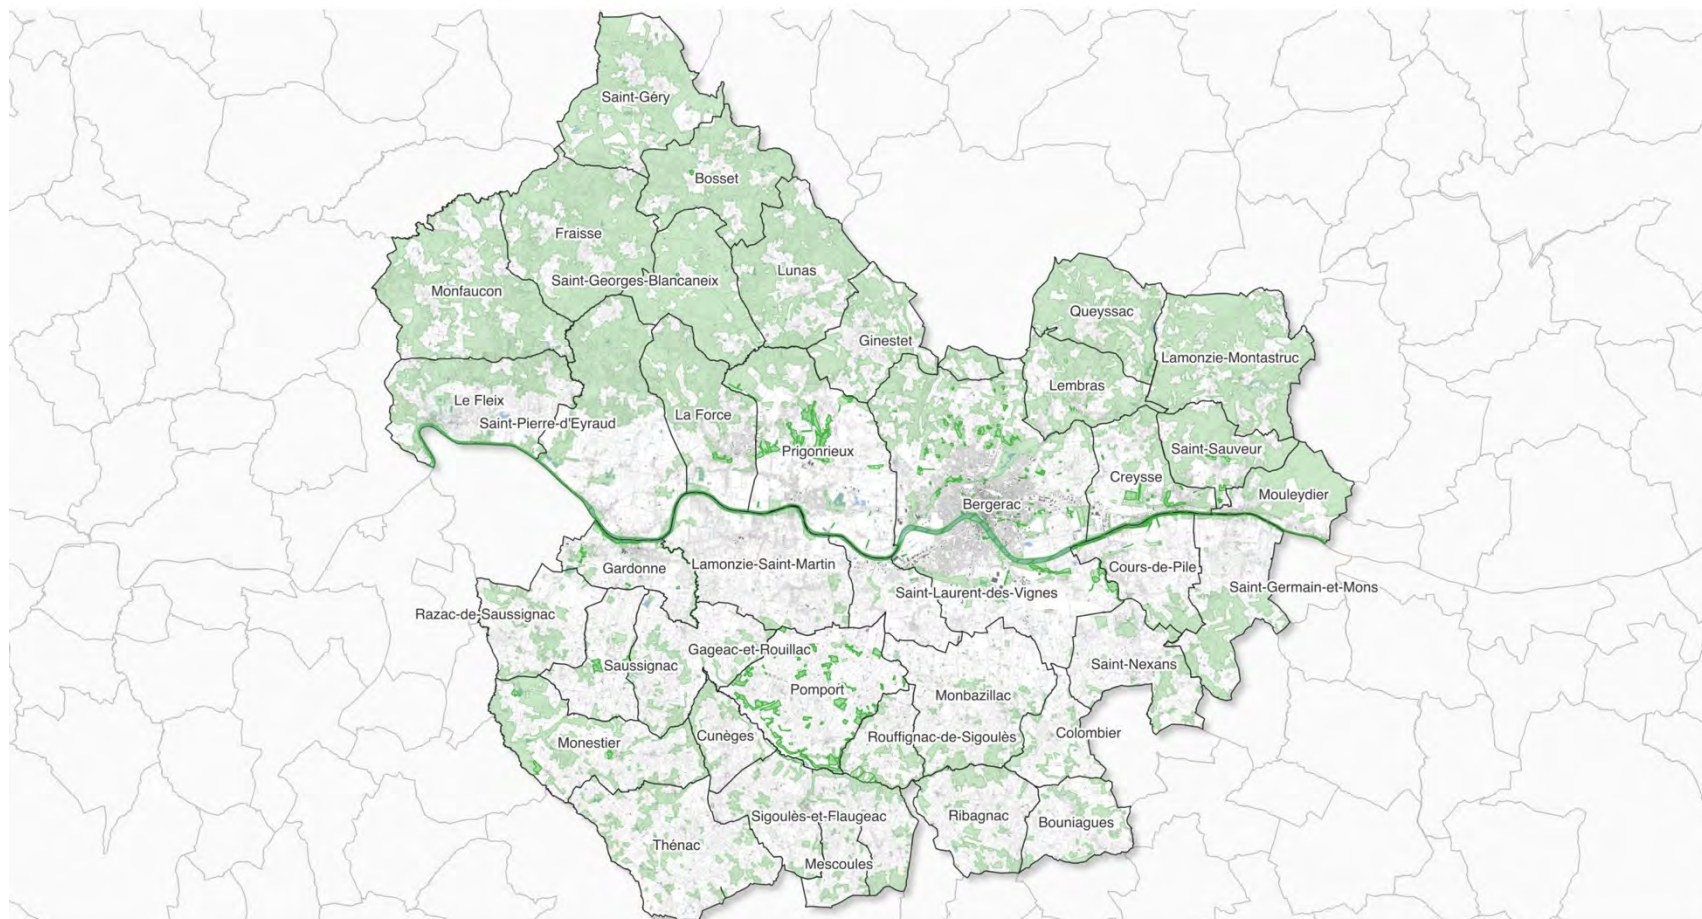 Saint-Géry
Bosset
Fraisse
Lunas
Saint-Georges-Blancaneix
Monfaucon
Queyssac
Ginestet
Lamonzie-Montastruc
Lembras
Le Fleix
La Force
Saint-Pierre-d'Eyraud
Prigonrieux
Saint-Sauveur
Creysse
Mouleydier
Bergerac
Gardonne
Lamonzie-Saint-Martin
Cours-de-Pile
Saint-Laurent-des-Vignes
Saint-Germain-et-Mons
Razac-de-Saussignac
Gageac-et-Rouillac
Saussignac
Saint-Nexans
Pomport
Monbazillac
Colombier
Cunèges
Rouffignac-de-Sigoulès
Monestier
Sigoulès-et-Flaugeac
Ribagnac
Bouniagues
Thénac
Mescoules